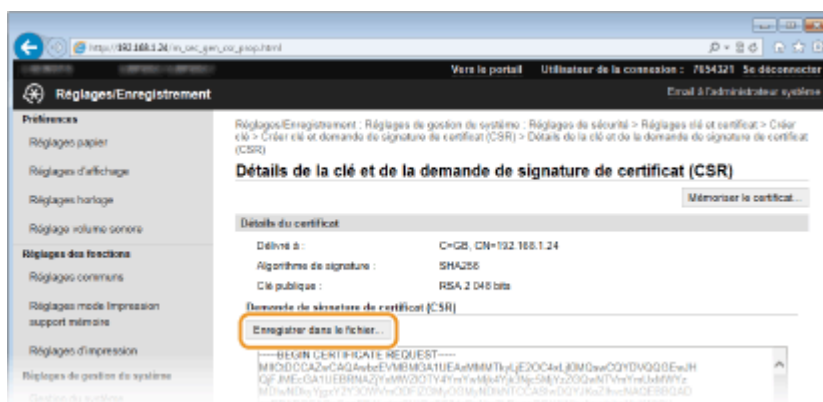 http://192.168.1.24/m_sec_gen_csr_prop.html
Vers le portail Utilisateur de la connexion : 7654321 Se déconnecter
Réglages/Enregistrement
Email à l'administrateur système
Préférences
Réglages papier
Réglages d'affichage
Réglages horloge
Réglage volume sonore
Réglages des fonctions
Réglages communs
Réglages mode Impression
support mémoire
Réglages d'impression
Réglages de gestion du système
Gestion du système
Réglages/Enregistrement : Réglages de gestion du système : Réglages de sécurité > Réglages clé et certificat > Créer
clé > Créer clé et demande de signature de certificat (CSR) > Détails de la clé et de la demande de signature de certificat
(CSR)
Détails de la clé et de la demande de signature de certificat (CSR)
Mémoriser le certificat...
Détails du certificat
Délivré à : C=GB, CN=192.168.1.24
Algorithme de signature : SHA256
Clé publique : RSA 2 048 bits
Demande de signature de certificat (CSR)
Enregistrer dans le fichier...
-----BEGIN CERTIFICATE REQUEST-----